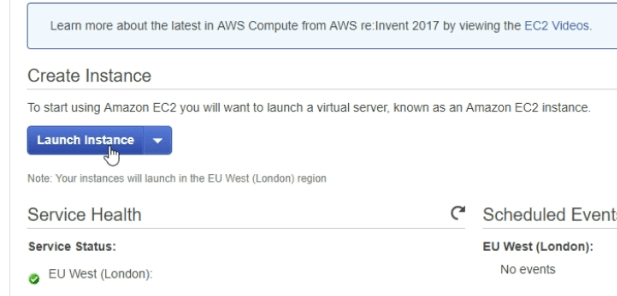 Learn more about the latest in AWS Compute from AWS re:Invent 2017 by viewing the EC2 Videos.
Create Instance
To start using Amazon EC2 you will want to launch a virtual server, known as an Amazon EC2 instance.
Launch Instance
Note: Your instances will launch in the EU West (London) region
Service Health
Scheduled Events
Service Status:
EU West (London):
EU West (London):
No events